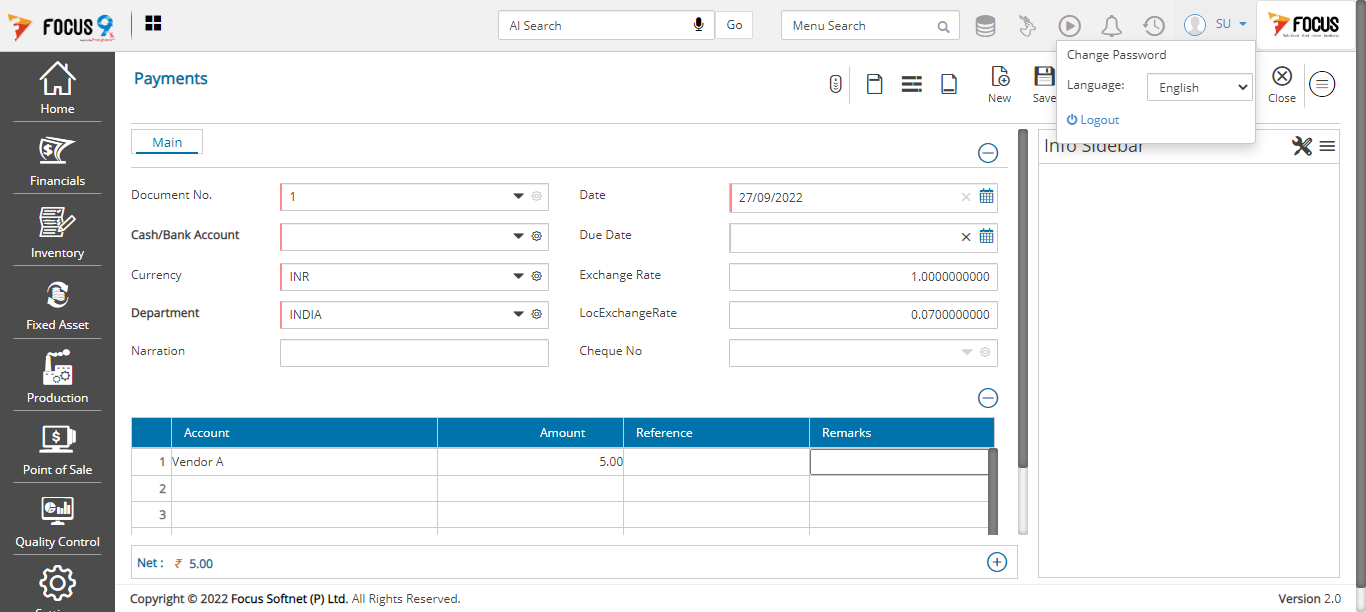 FOCUS 9
AI Search
Go
Menu Search
SU
FOCUS
Change Password
Language:
English
Logout
Home
Financials
Inventory
Fixed Asset
Production
Point of Sale
Quality Control
Payments
New
Save
Close
Main
Info Sidebar
Document No.
1
Date
27/09/2022
Cash/Bank Account
Due Date
Currency
INR
Exchange Rate
1.0000000000
Department
INDIA
LocExchangeRate
0.0700000000
Narration
Cheque No
Account
Amount
Reference
Remarks
1
Vendor A
5.00
2
3
Net : ₹ 5.00
Copyright © 2022 Focus Softnet (P) Ltd. All Rights Reserved.
Version 2.0